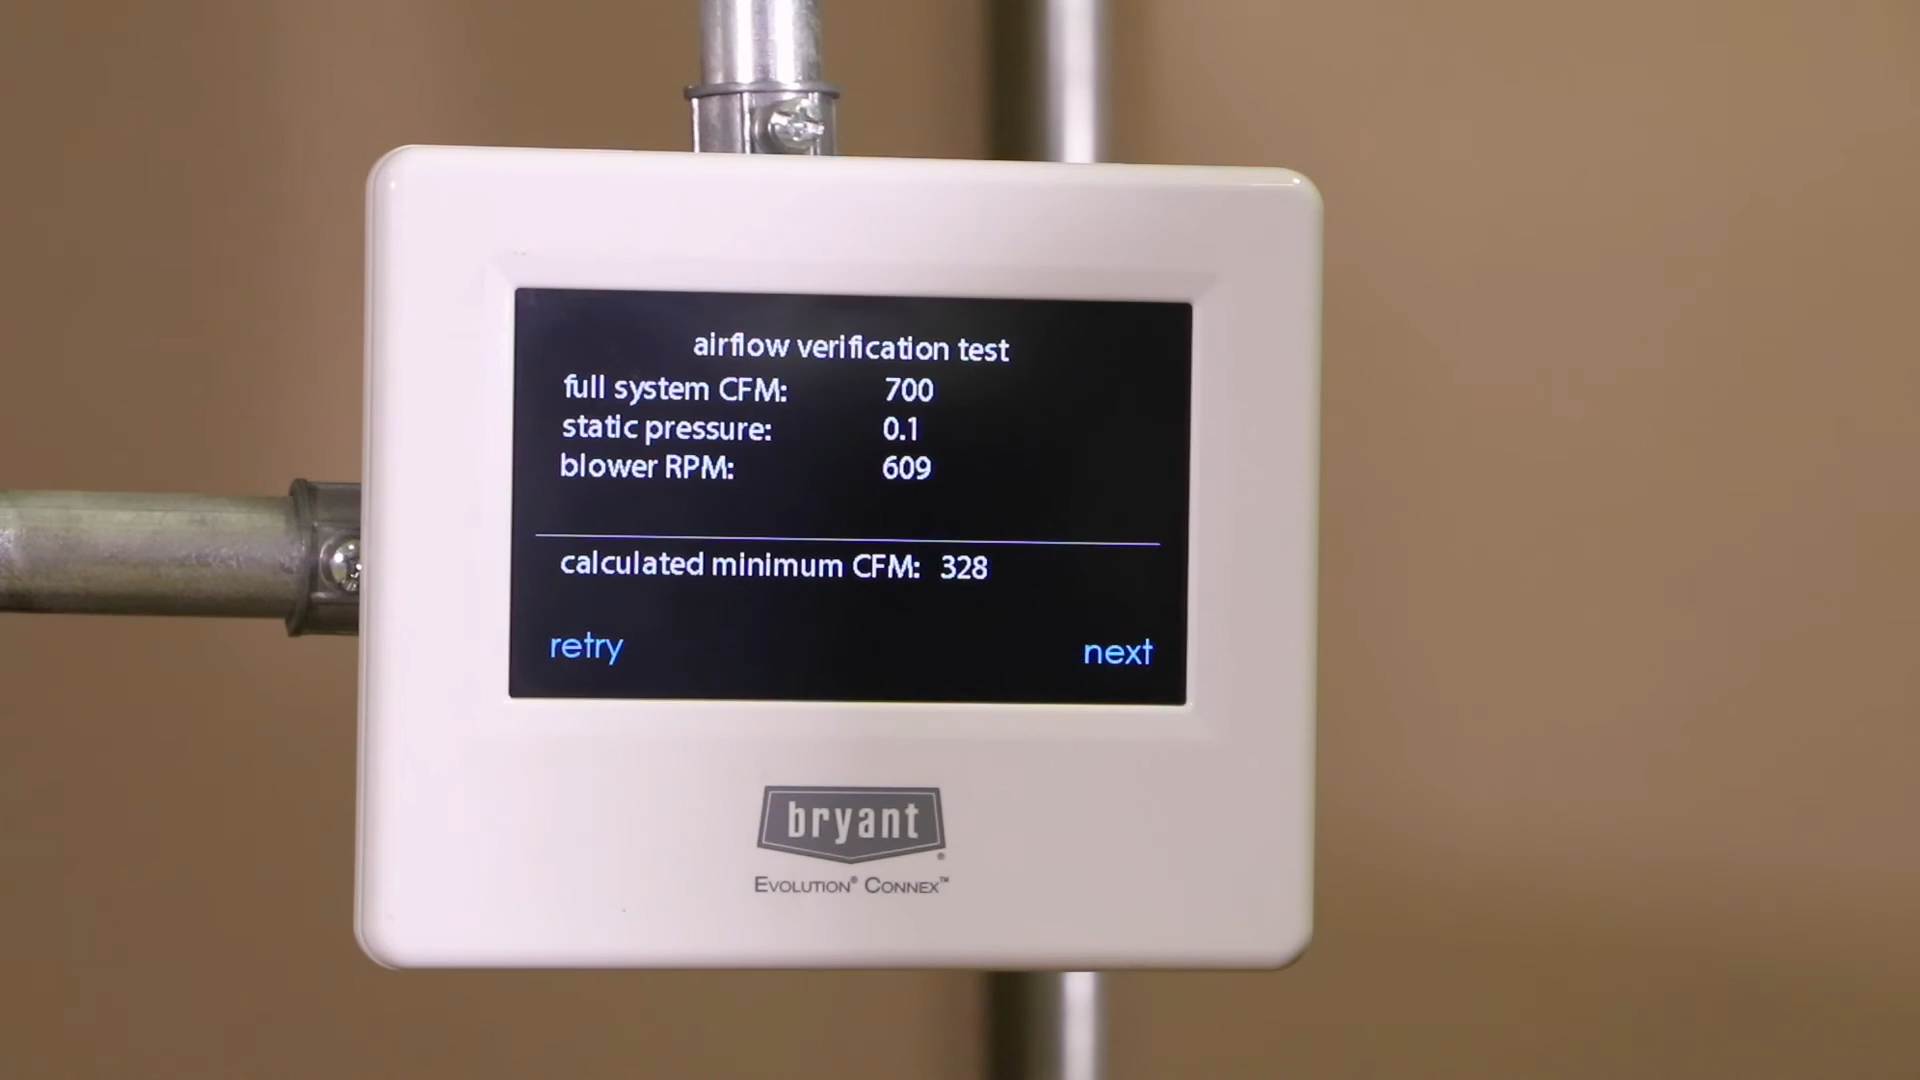 airflow verification test
full system CFM: 700
static pressure: 0.1
blower RPM: 609
calculated minimum CFM: 328
retry next
bryant®
EVOLUTION® CONNEX™